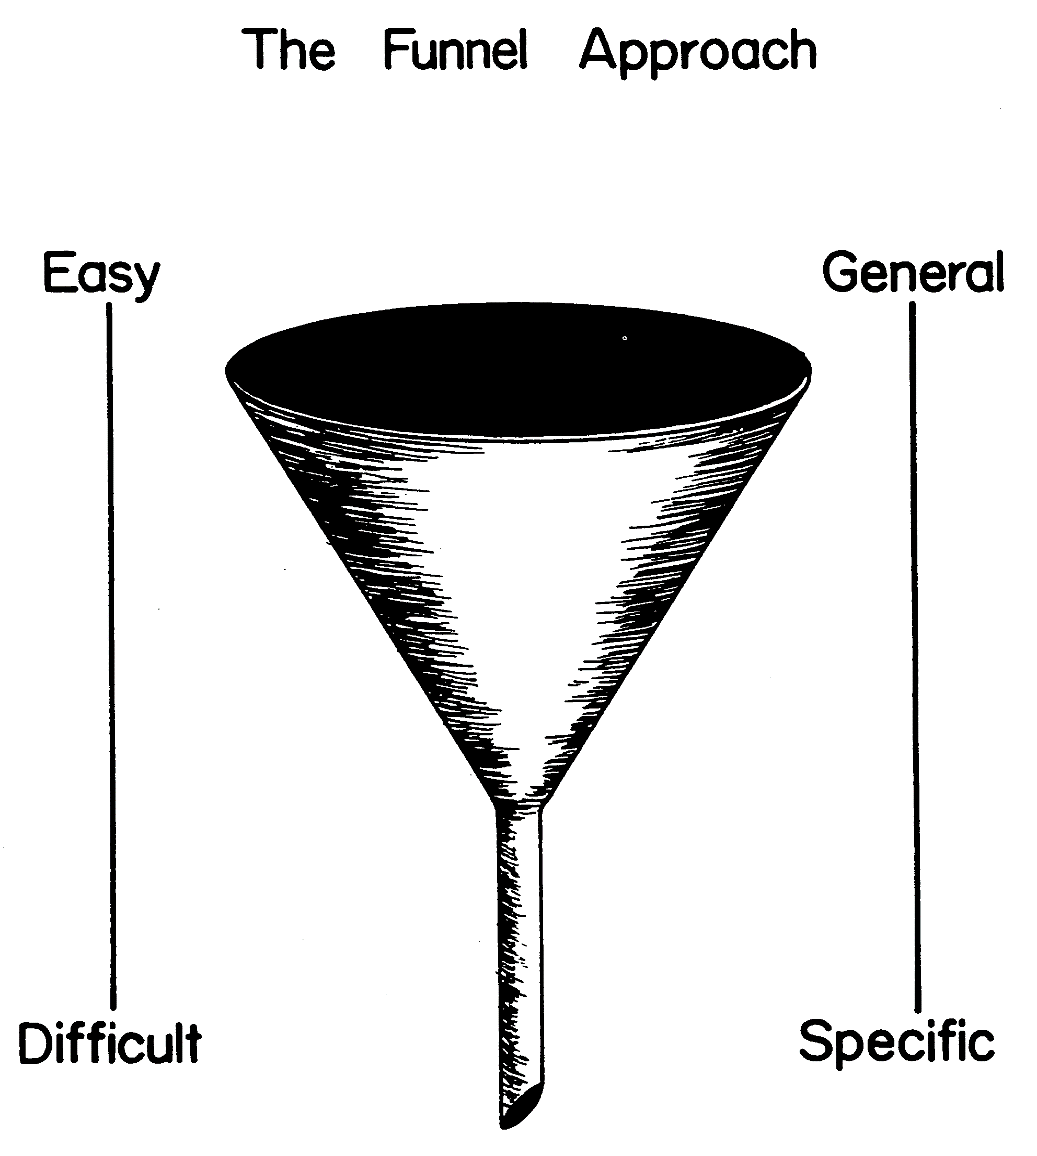 The Funnel Approach
Easy
General
Difficult
Specific